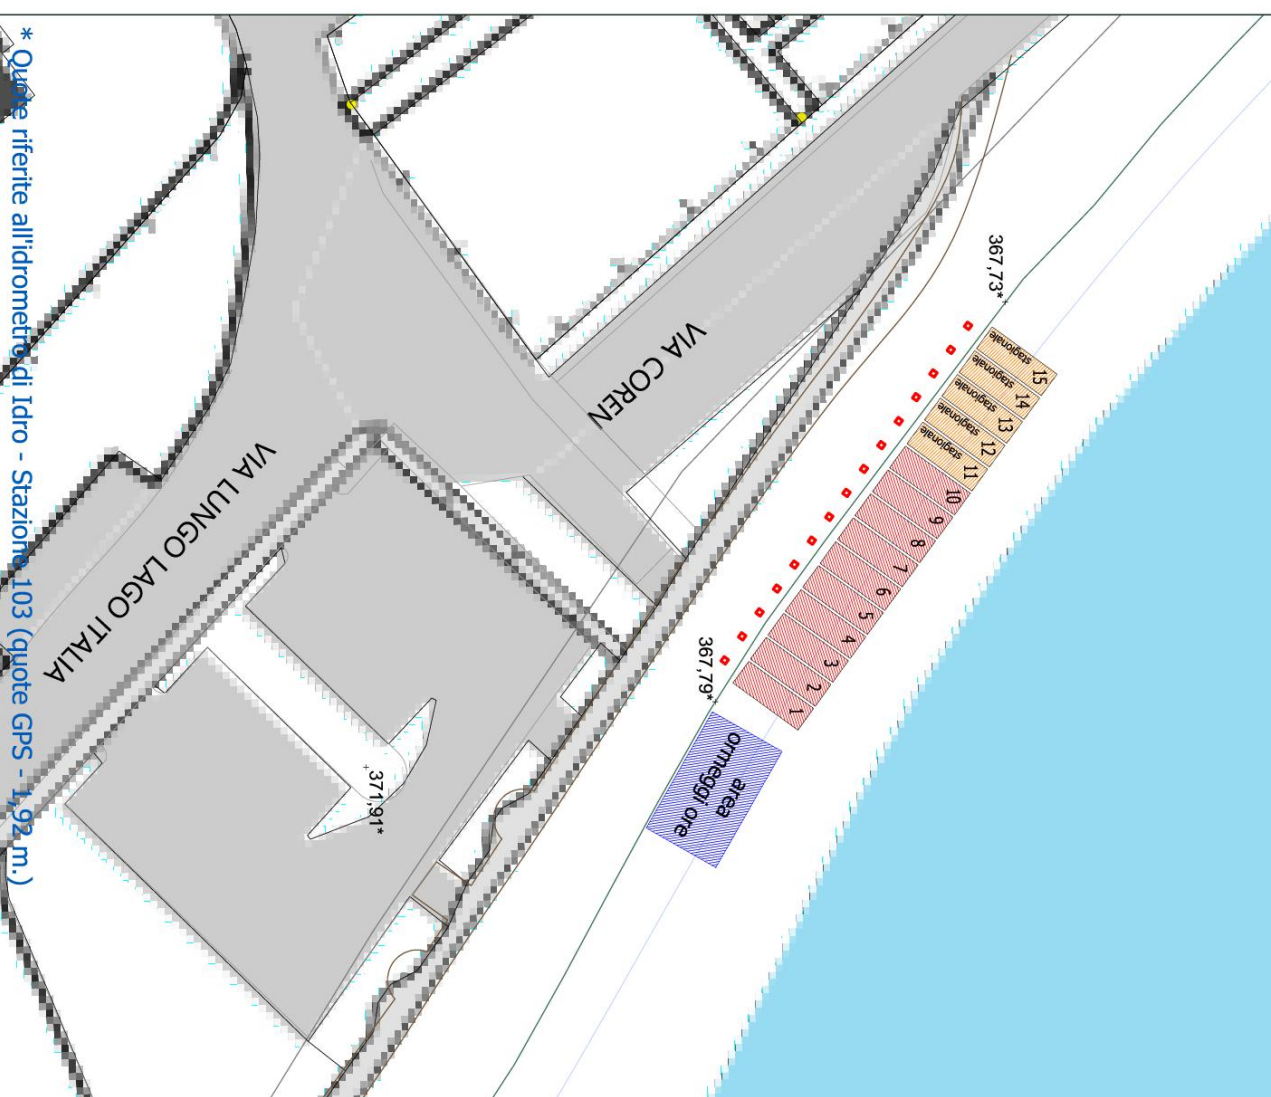 * Quote riferite all'idrometro di Idro - Stazione 103 (quote GPS - 1,92 m.)
VIA LUNGO LAGO ITALIA
VIA COREN
367,73*
367,79*
371,91*
stagionale 15
stagionale 14
stagionale 13
stagionale 12
stagionale 11
10
9
8
7
6
5
4
3
2
1
area
ormeggi ore